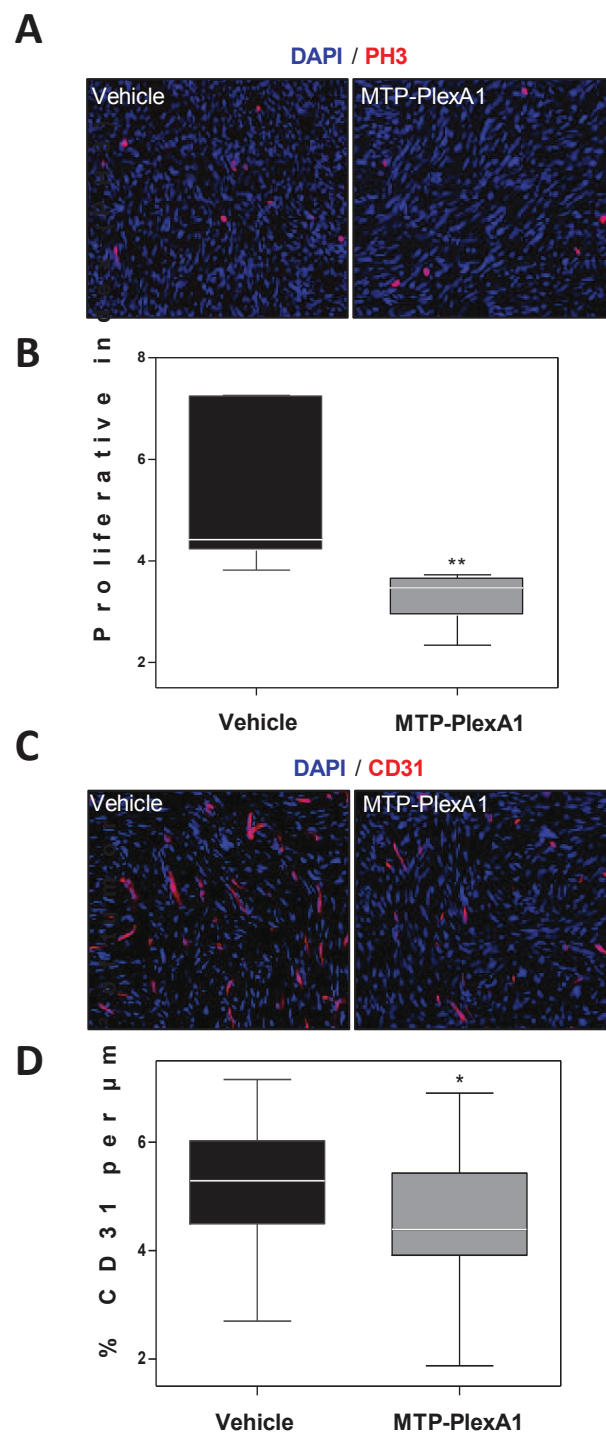 A
DAPI / PH3
Vehicle
MTP-PlexA1
B
Proliferative in
8
6
4
2
**
Vehicle
MTP-PlexA1
C
DAPI / CD31
Vehicle
MTP-PlexA1
D
% CD31 per µm
6
4
2
*
Vehicle
MTP-PlexA1